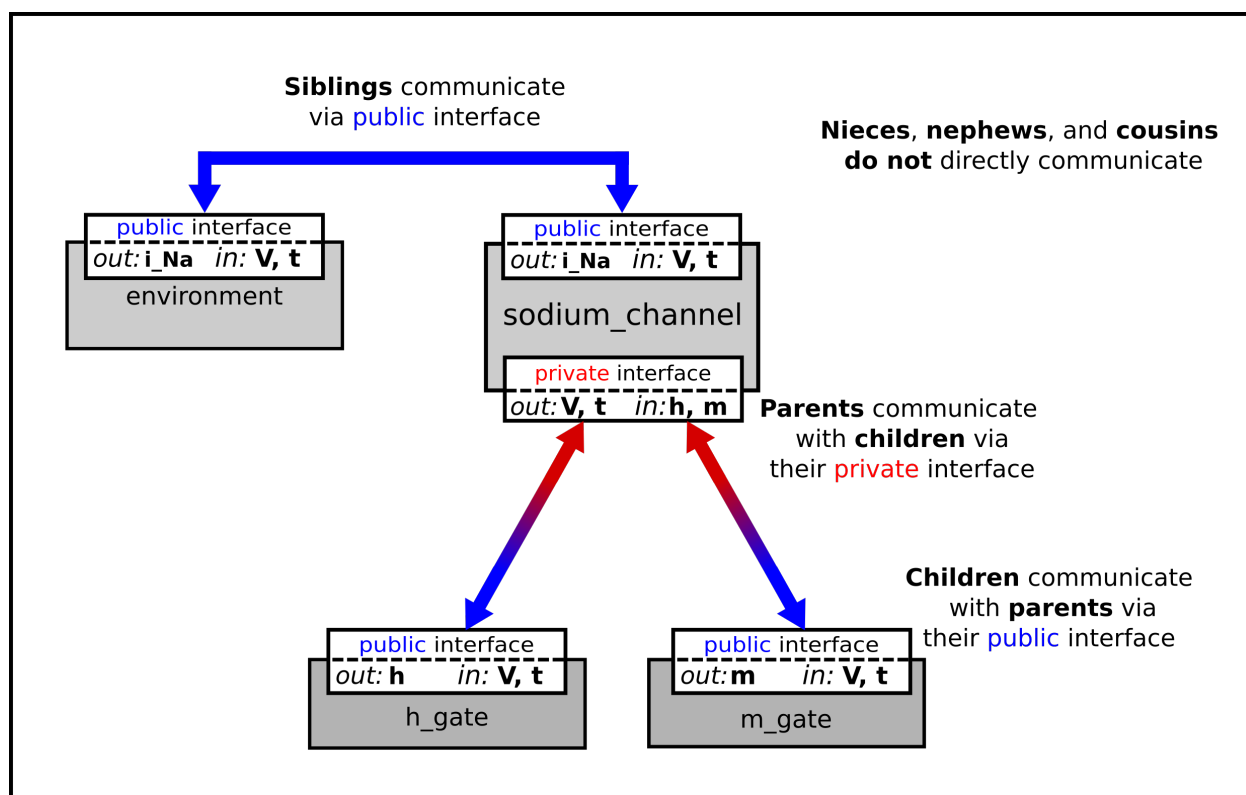 Siblings communicate
via public interface
Nieces, nephews, and cousins
do not directly communicate
public interface
out: i_Na in: V, t
environment
public interface
out: i_Na in: V, t
sodium_channel
private interface
out: V, t in: h, m
Parents communicate
with children via
their private interface
Children communicate
with parents via
their public interface
public interface
out: h in: V, t
h_gate
public interface
out: m in: V, t
m_gate